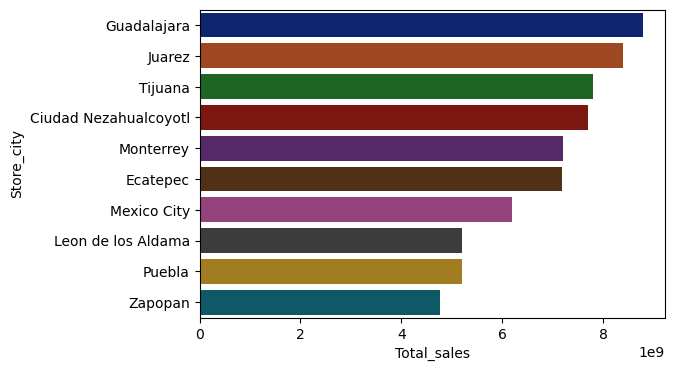 Guadalajara
Juarez
Tijuana
Ciudad Nezahualcoyotl
Monterrey
Ecatepec
Mexico City
Leon de los Aldama
Puebla
Zapopan
Store_city
0 2 4 6 8
1e9
Total_sales